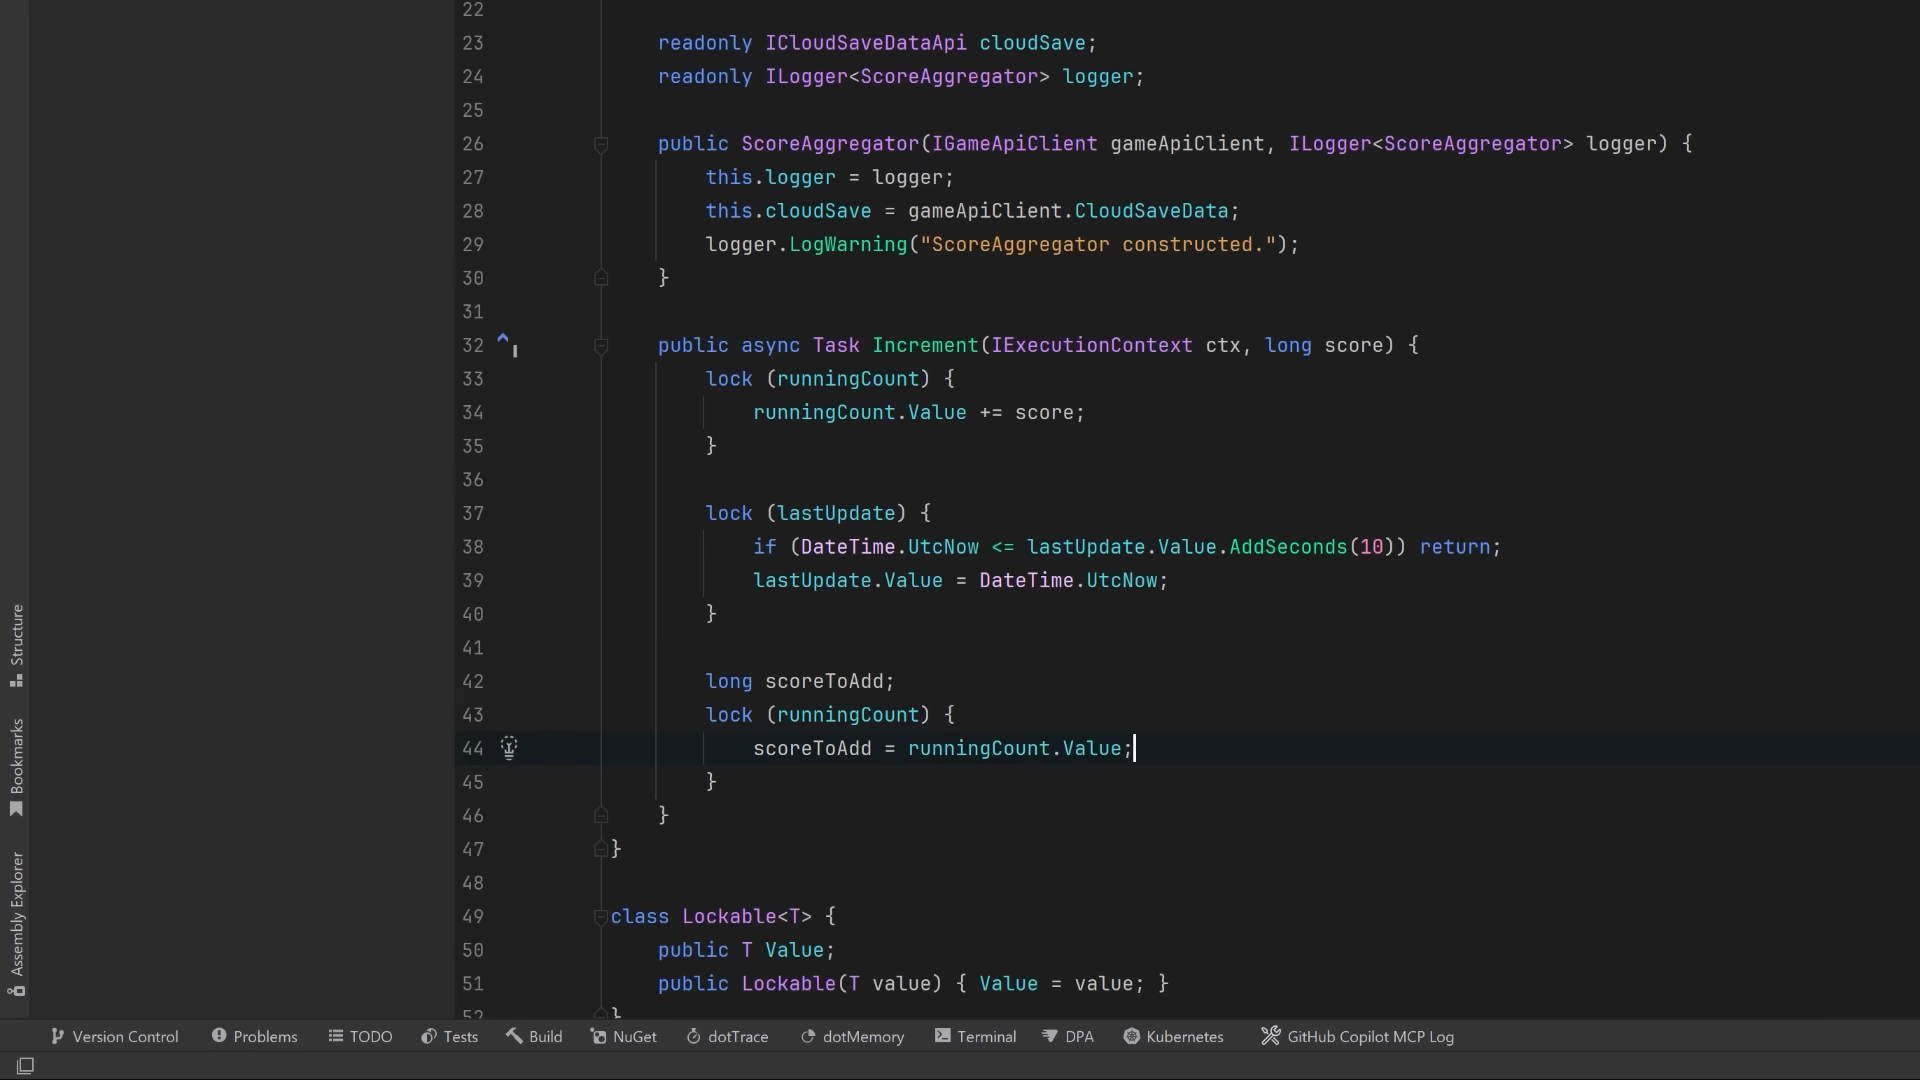 22
23 readonly ICloudSaveDataApi cloudSave;
24 readonly ILogger<ScoreAggregator> logger;
25
26 public ScoreAggregator(IGameApiClient gameApiClient, ILogger<ScoreAggregator> logger) {
27 this.logger = logger;
28 this.cloudSave = gameApiClient.CloudSaveData;
29 logger.LogWarning("ScoreAggregator constructed.");
30 }
31
32 public async Task Increment(IExecutionContext ctx, long score) {
33 lock (runningCount) {
34 runningCount.Value += score;
35 }
36
37 lock (lastUpdate) {
38 if (DateTime.UtcNow <= lastUpdate.Value.AddSeconds(10)) return;
39 lastUpdate.Value = DateTime.UtcNow;
40 }
41
42 long scoreToAdd;
43 lock (runningCount) {
44 scoreToAdd = runningCount.Value;
45 }
46 }
47 }
48
49 class Lockable<T> {
50 public T Value;
51 public Lockable(T value) { Value = value; }
52 }
Structure
Bookmarks
Assembly Explorer
Version Control Problems TODO Tests Build NuGet dotTrace dotMemory Terminal DPA Kubernetes GitHub Copilot MCP Log